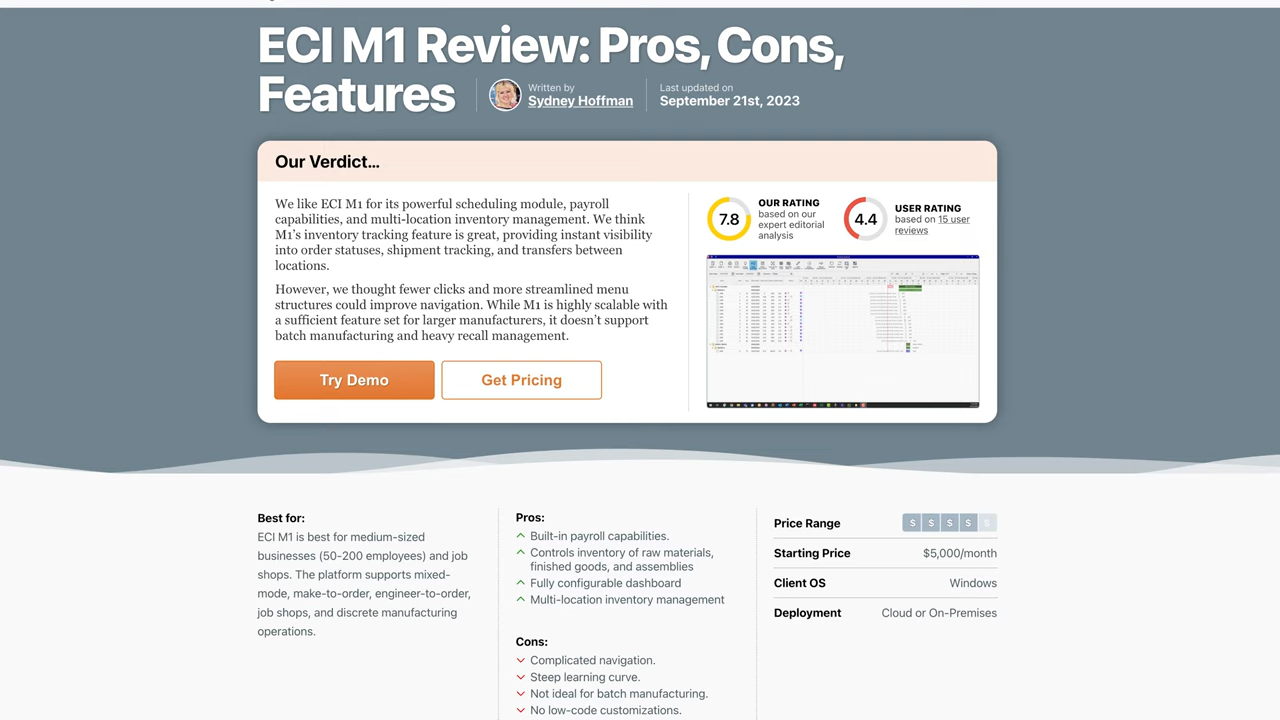 ECI M1 Review: Pros, Cons,
Features
Written by
Sydney Hoffman
Last updated on
September 21st, 2023
Our Verdict...
We like ECI M1 for its powerful scheduling module, payroll
capabilities, and multi-location inventory management. We think
M1's inventory tracking feature is great, providing instant visibility
into order statuses, shipment tracking, and transfers between
locations.
However, we thought fewer clicks and more streamlined menu
structures could improve navigation. While M1 is highly scalable with
a sufficient feature set for larger manufacturers, it doesn't support
batch manufacturing and heavy recall management.
Try Demo
Get Pricing
7.8
OUR RATING
based on our
expert editorial
analysis
4.4
USER RATING
based on 15 user
reviews
Best for:
ECI M1 is best for medium-sized
businesses (50-200 employees) and job
shops. The platform supports mixed-
mode, make-to-order, engineer-to-order,
job shops, and discrete manufacturing
operations.
Pros:
Built-in payroll capabilities.
Controls inventory of raw materials,
finished goods, and assemblies
Fully configurable dashboard
Multi-location inventory management
Cons:
Complicated navigation.
Steep learning curve.
Not ideal for batch manufacturing.
No low-code customizations.
Price Range $ $ $ $ $
Starting Price $5,000/month
Client OS Windows
Deployment Cloud or On-Premises